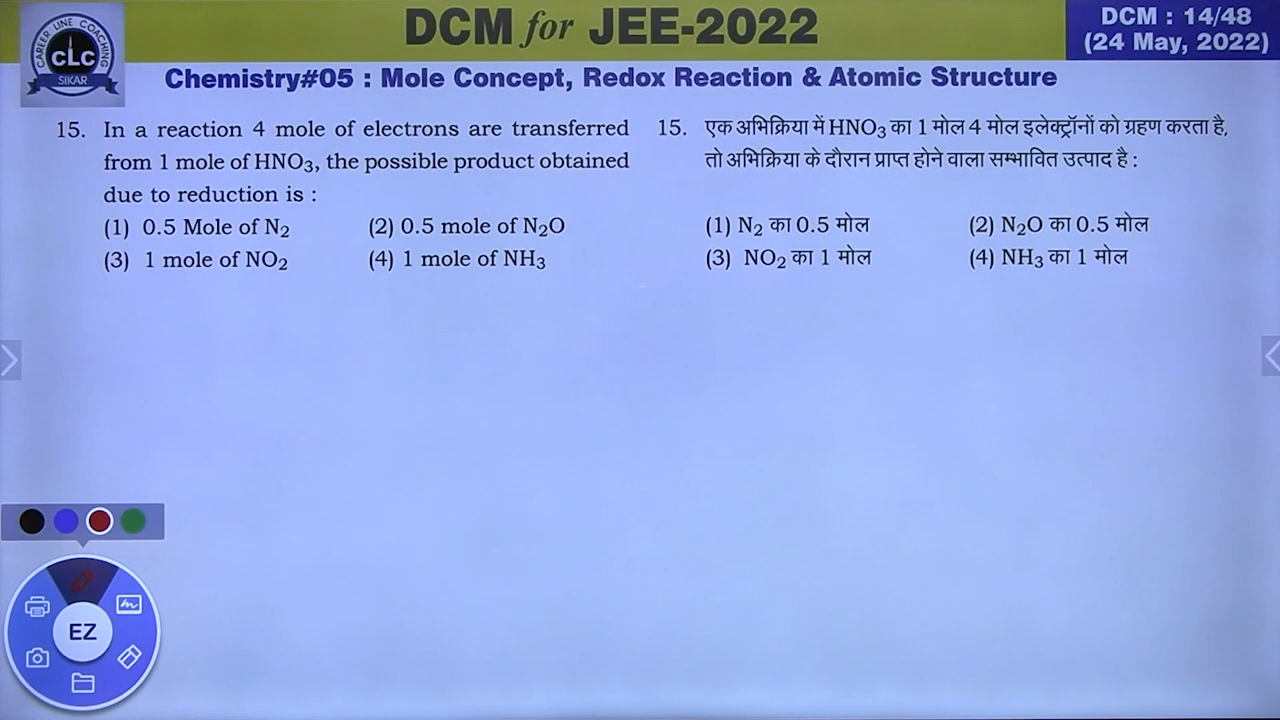 DCM for JEE-2022
DCM : 14/48
(24 May, 2022)
CAREER LINE COACHING
CLC
SIKAR
Chemistry#05 : Mole Concept, Redox Reaction & Atomic Structure
15. In a reaction 4 mole of electrons are transferred
from 1 mole of HNO₃, the possible product obtained
due to reduction is :
(1) 0.5 Mole of N₂ (2) 0.5 mole of N₂O
(3) 1 mole of NO₂ (4) 1 mole of NH₃
15. एक अभिक्रिया में HNO₃ का 1 मोल 4 मोल इलेक्ट्रॉनों को ग्रहण करता है,
तो अभिक्रिया के दौरान प्राप्त होने वाला सम्भावित उत्पाद है :
(1) N₂ का 0.5 मोल (2) N₂O का 0.5 मोल
(3) NO₂ का 1 मोल (4) NH₃ का 1 मोल
EZ